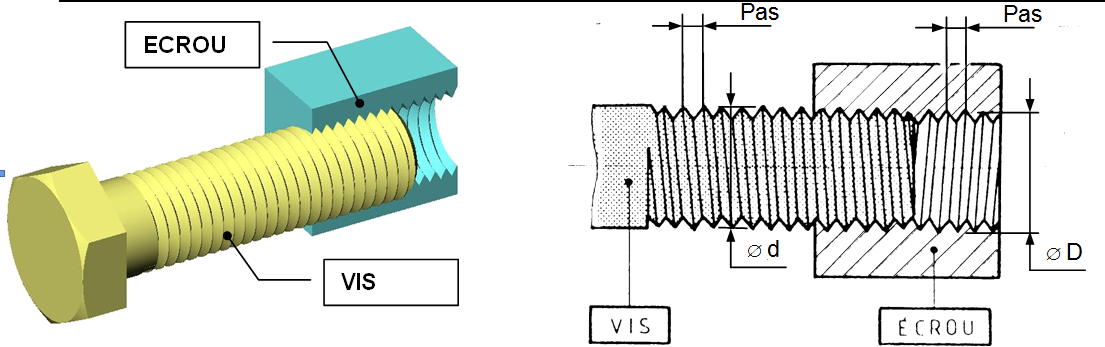 ECROU
VIS
Pas
Pas
∅ d
∅ D
VIS
ÉCROU